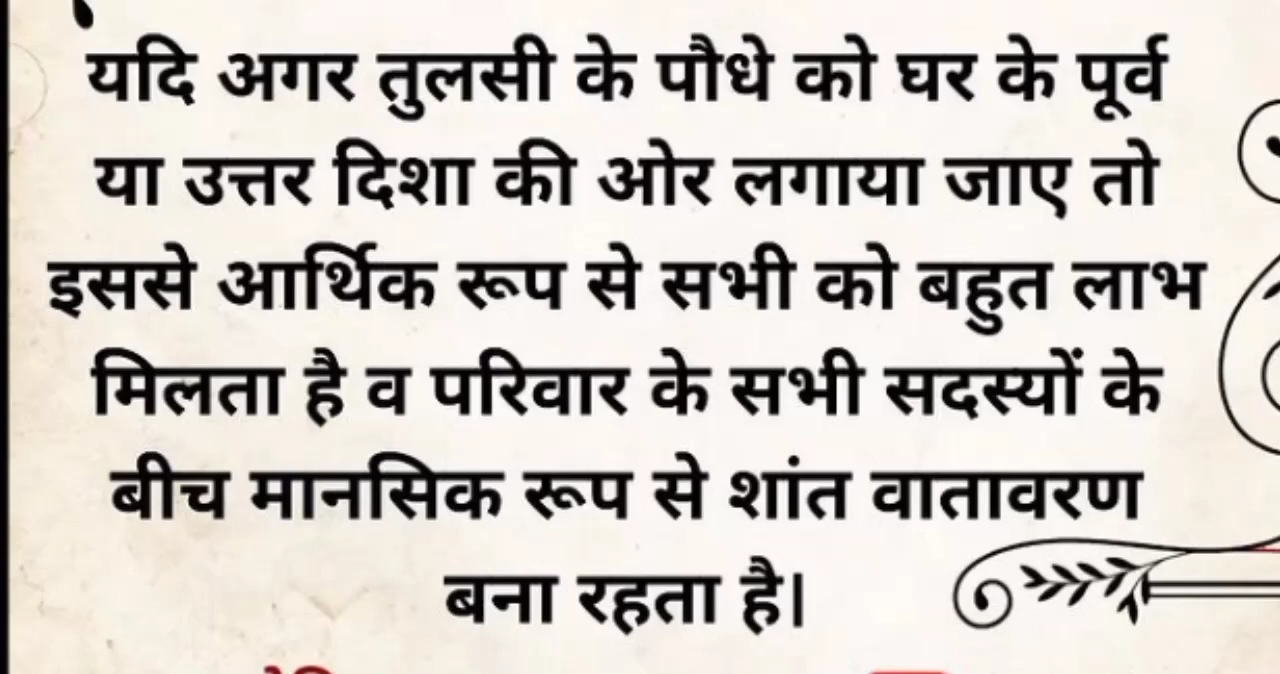 यदि अगर तुलसी के पौधे को घर के पूर्व
या उत्तर दिशा की ओर लगाया जाए तो
इससे आर्थिक रूप से सभी को बहुत लाभ
मिलता है व परिवार के सभी सदस्यों के
बीच मानसिक रूप से शांत वातावरण
बना रहता है।